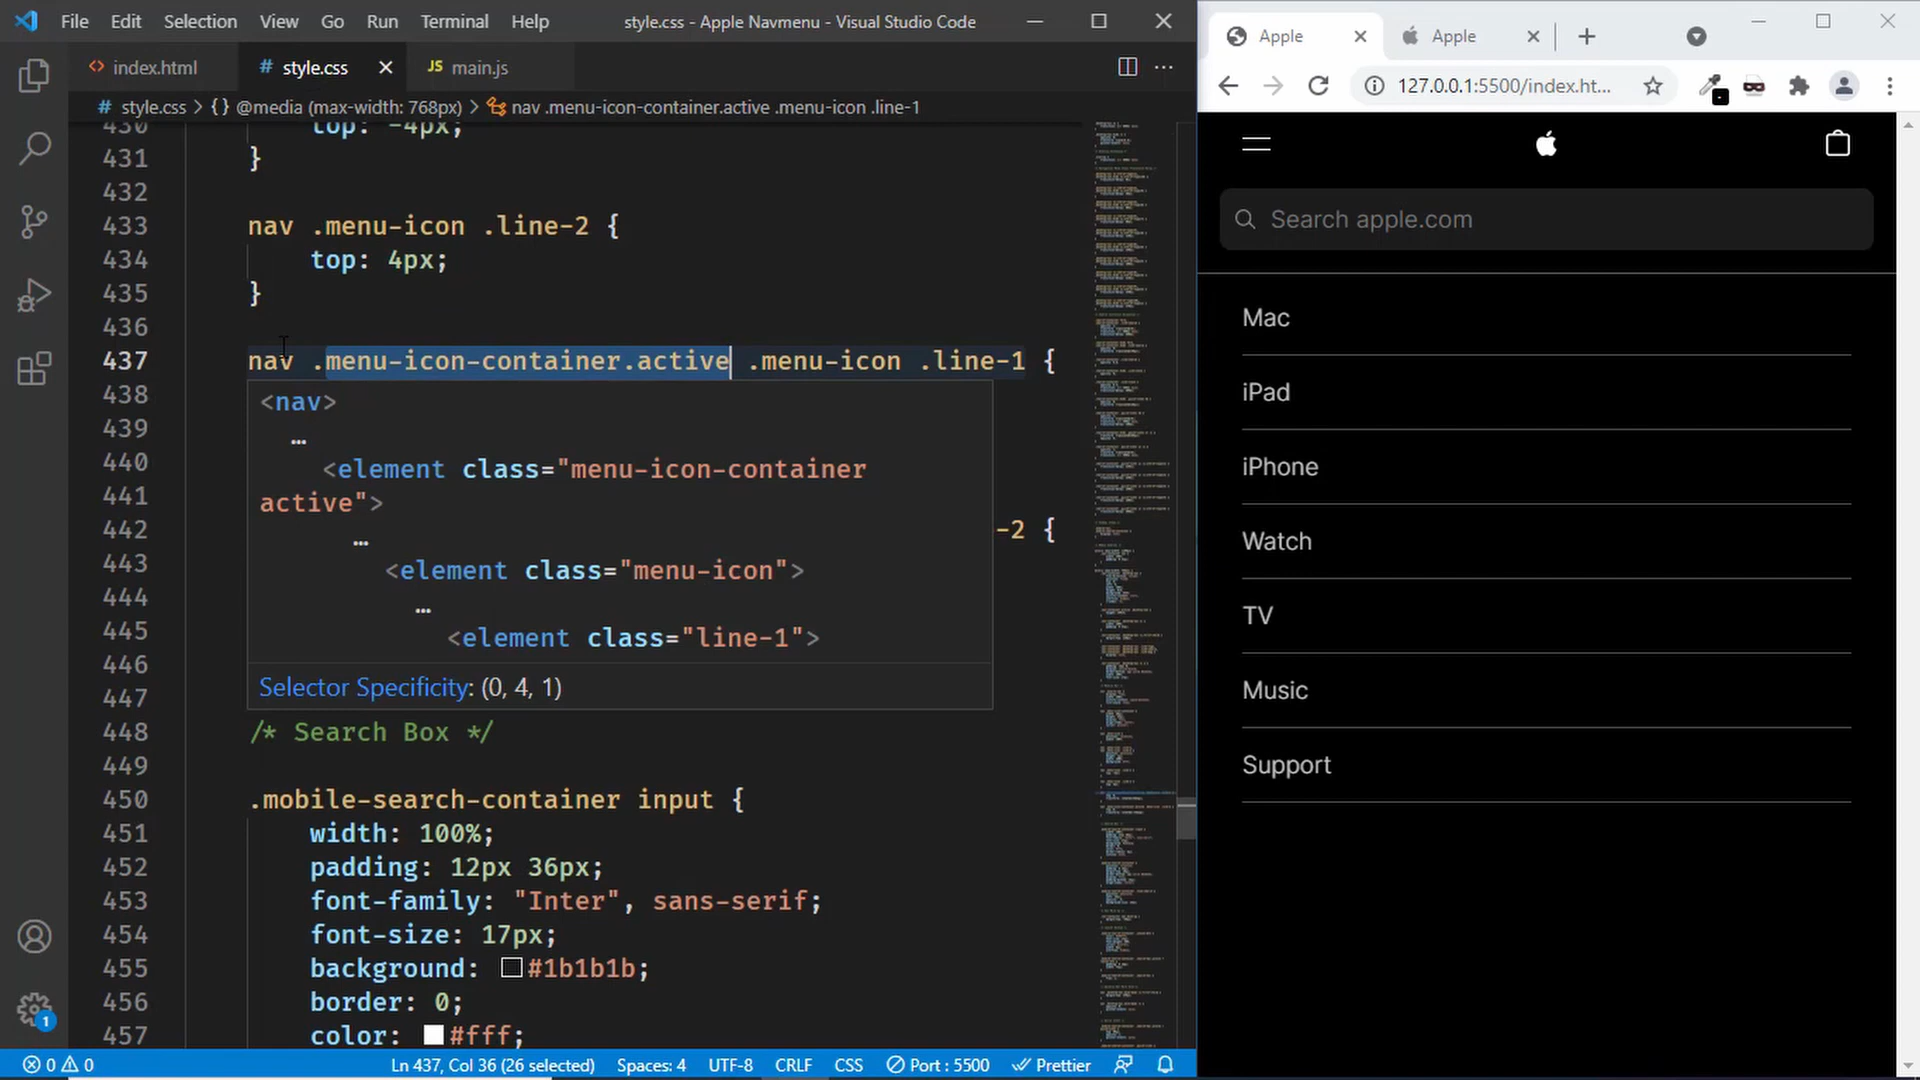 File Edit Selection View Go Run Terminal Help style.css - Apple Navmenu - Visual Studio Code
index.html style.css JS main.js
# style.css > {} @media (max-width: 768px) > nav .menu-icon-container.active .menu-icon .line-1
430 top: -4px;
431 }
432
433 nav .menu-icon .line-2 {
434 top: 4px;
435 }
436
437 nav .menu-icon-container.active .menu-icon .line-1 {
438
439
440
441
442 -2 {
443
444
445
446
447
<nav>
…
<element class="menu-icon-container
active">
…
<element class="menu-icon">
…
<element class="line-1">
Selector Specificity: (0, 4, 1)
448 /* Search Box */
449
450 .mobile-search-container input {
451 width: 100%;
452 padding: 12px 36px;
453 font-family: "Inter", sans-serif;
454 font-size: 17px;
455 background: #1b1b1b;
456 border: 0;
457 color: #fff;
1
0 0 Ln 437, Col 36 (26 selected) Spaces: 4 UTF-8 CRLF CSS Port : 5500 Prettier
Apple Apple
127.0.0.1:5500/index.ht...
Search apple.com
Mac
iPad
iPhone
Watch
TV
Music
Support